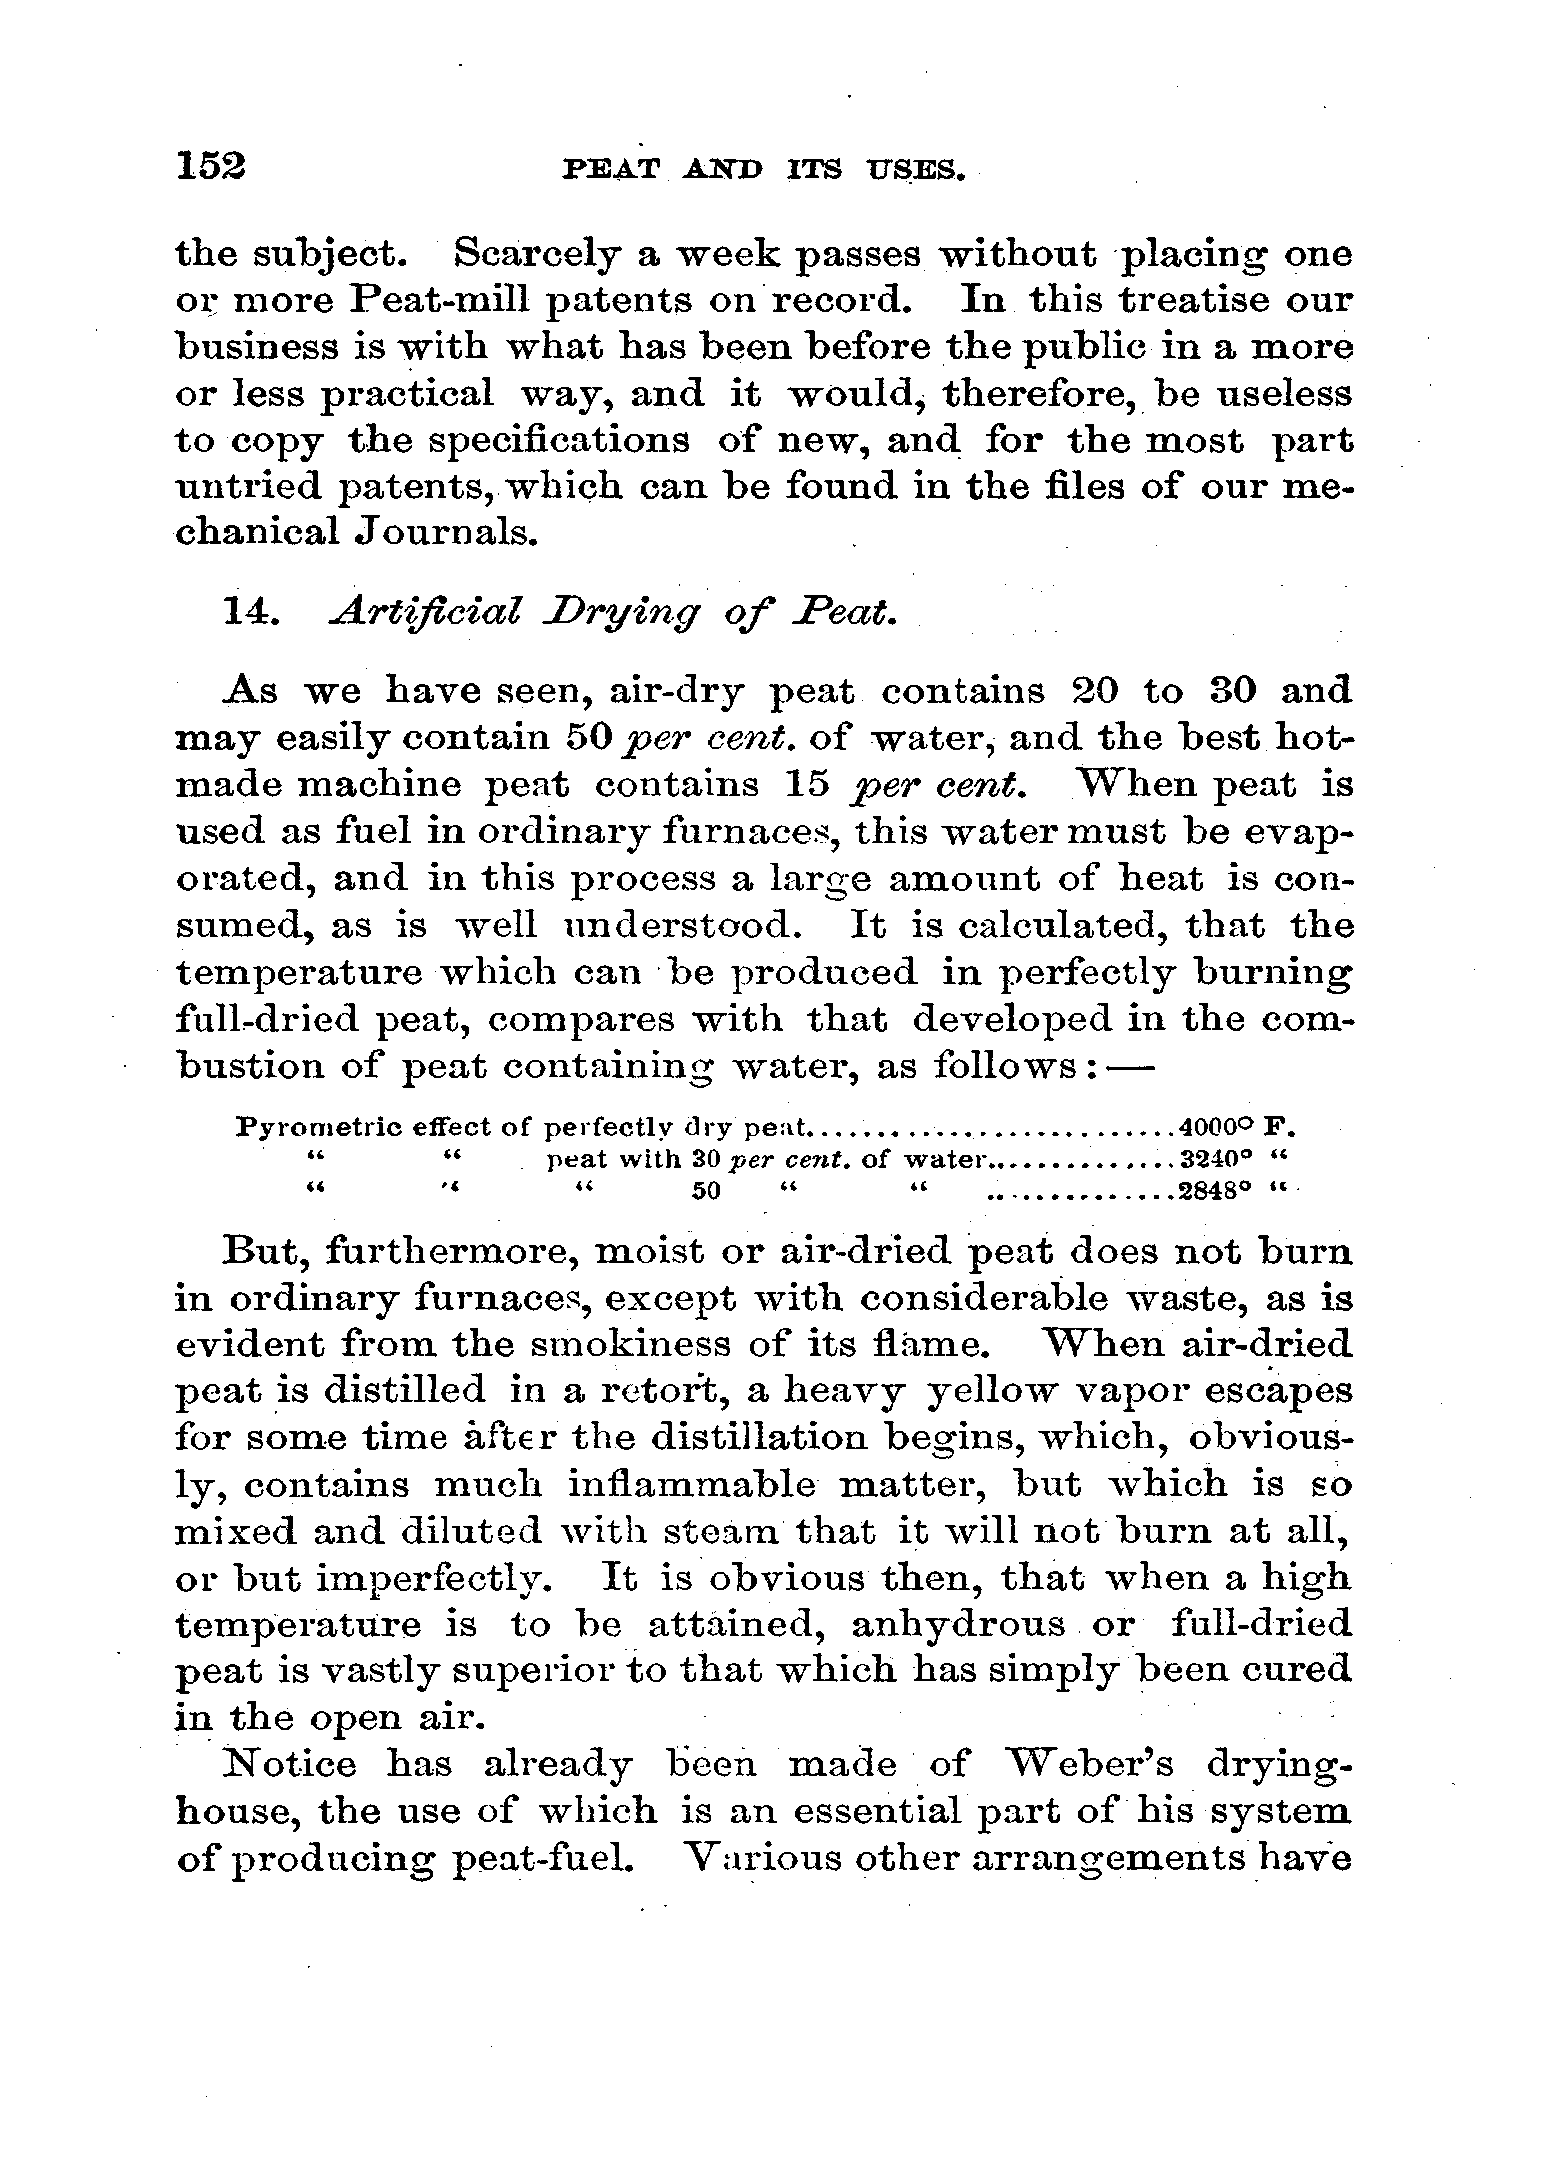 152 PEAT AND ITS USES.
the subject. Scarcely a week passes without placing one
or more Peat-mill patents on record. In this treatise our
business is with what has been before the public in a more
or less practical way, and it would, therefore, be useless
to copy the specifications of new, and for the most part
untried patents, which can be found in the files of our me-
chanical Journals.
14. Artificial Drying of Peat.
As we have seen, air-dry peat contains 20 to 30 and
may easily contain 50 per cent. of water, and the best hot-
made machine peat contains 15 per cent. When peat is
used as fuel in ordinary furnaces, this water must be evap-
orated, and in this process a large amount of heat is con-
sumed, as is well understood. It is calculated, that the
temperature which can be produced in perfectly burning
full-dried peat, compares with that developed in the com-
bustion of peat containing water, as follows:—
Pyrometric effect of perfectly dry peat..............................4000° F.
“ “ peat with 30 per cent. of water...............3240° “
“ “ “ 50 “ “ ...............2848° “
But, furthermore, moist or air-dried peat does not burn
in ordinary furnaces, except with considerable waste, as is
evident from the smokiness of its flame. When air-dried
peat is distilled in a retort, a heavy yellow vapor escapes
for some time after the distillation begins, which, obvious-
ly, contains much inflammable matter, but which is so
mixed and diluted with steam that it will not burn at all,
or but imperfectly. It is obvious then, that when a high
temperature is to be attained, anhydrous or full-dried
peat is vastly superior to that which has simply been cured
in the open air.
Notice has already been made of Weber's drying-
house, the use of which is an essential part of his system
of producing peat-fuel. Various other arrangements have